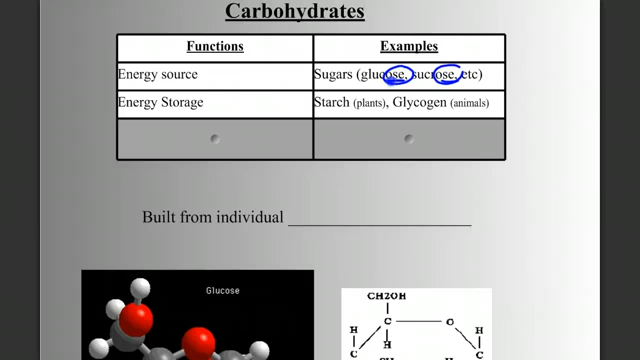 Carbohydrates
Functions Examples
Energy source Sugars (glucose, sucrose, etc)
Energy Storage Starch (plants), Glycogen (animals)
Built from individual ____________________
Glucose
CH2OH
C O
H H
H
C C